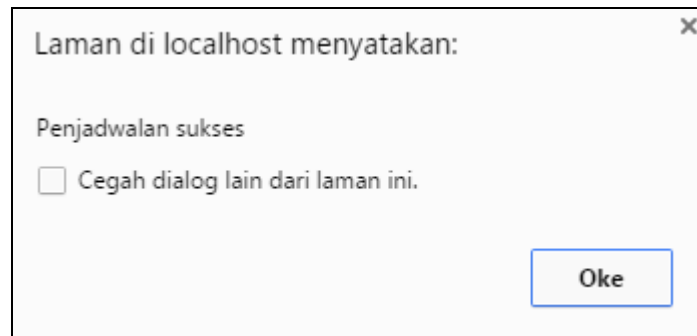 Laman di localhost menyatakan:
Penjadwalan sukses
Cegah dialog lain dari laman ini.
Oke